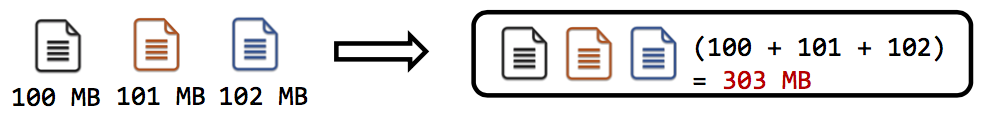 100 MB 101 MB 102 MB
(100 + 101 + 102)
= 303 MB